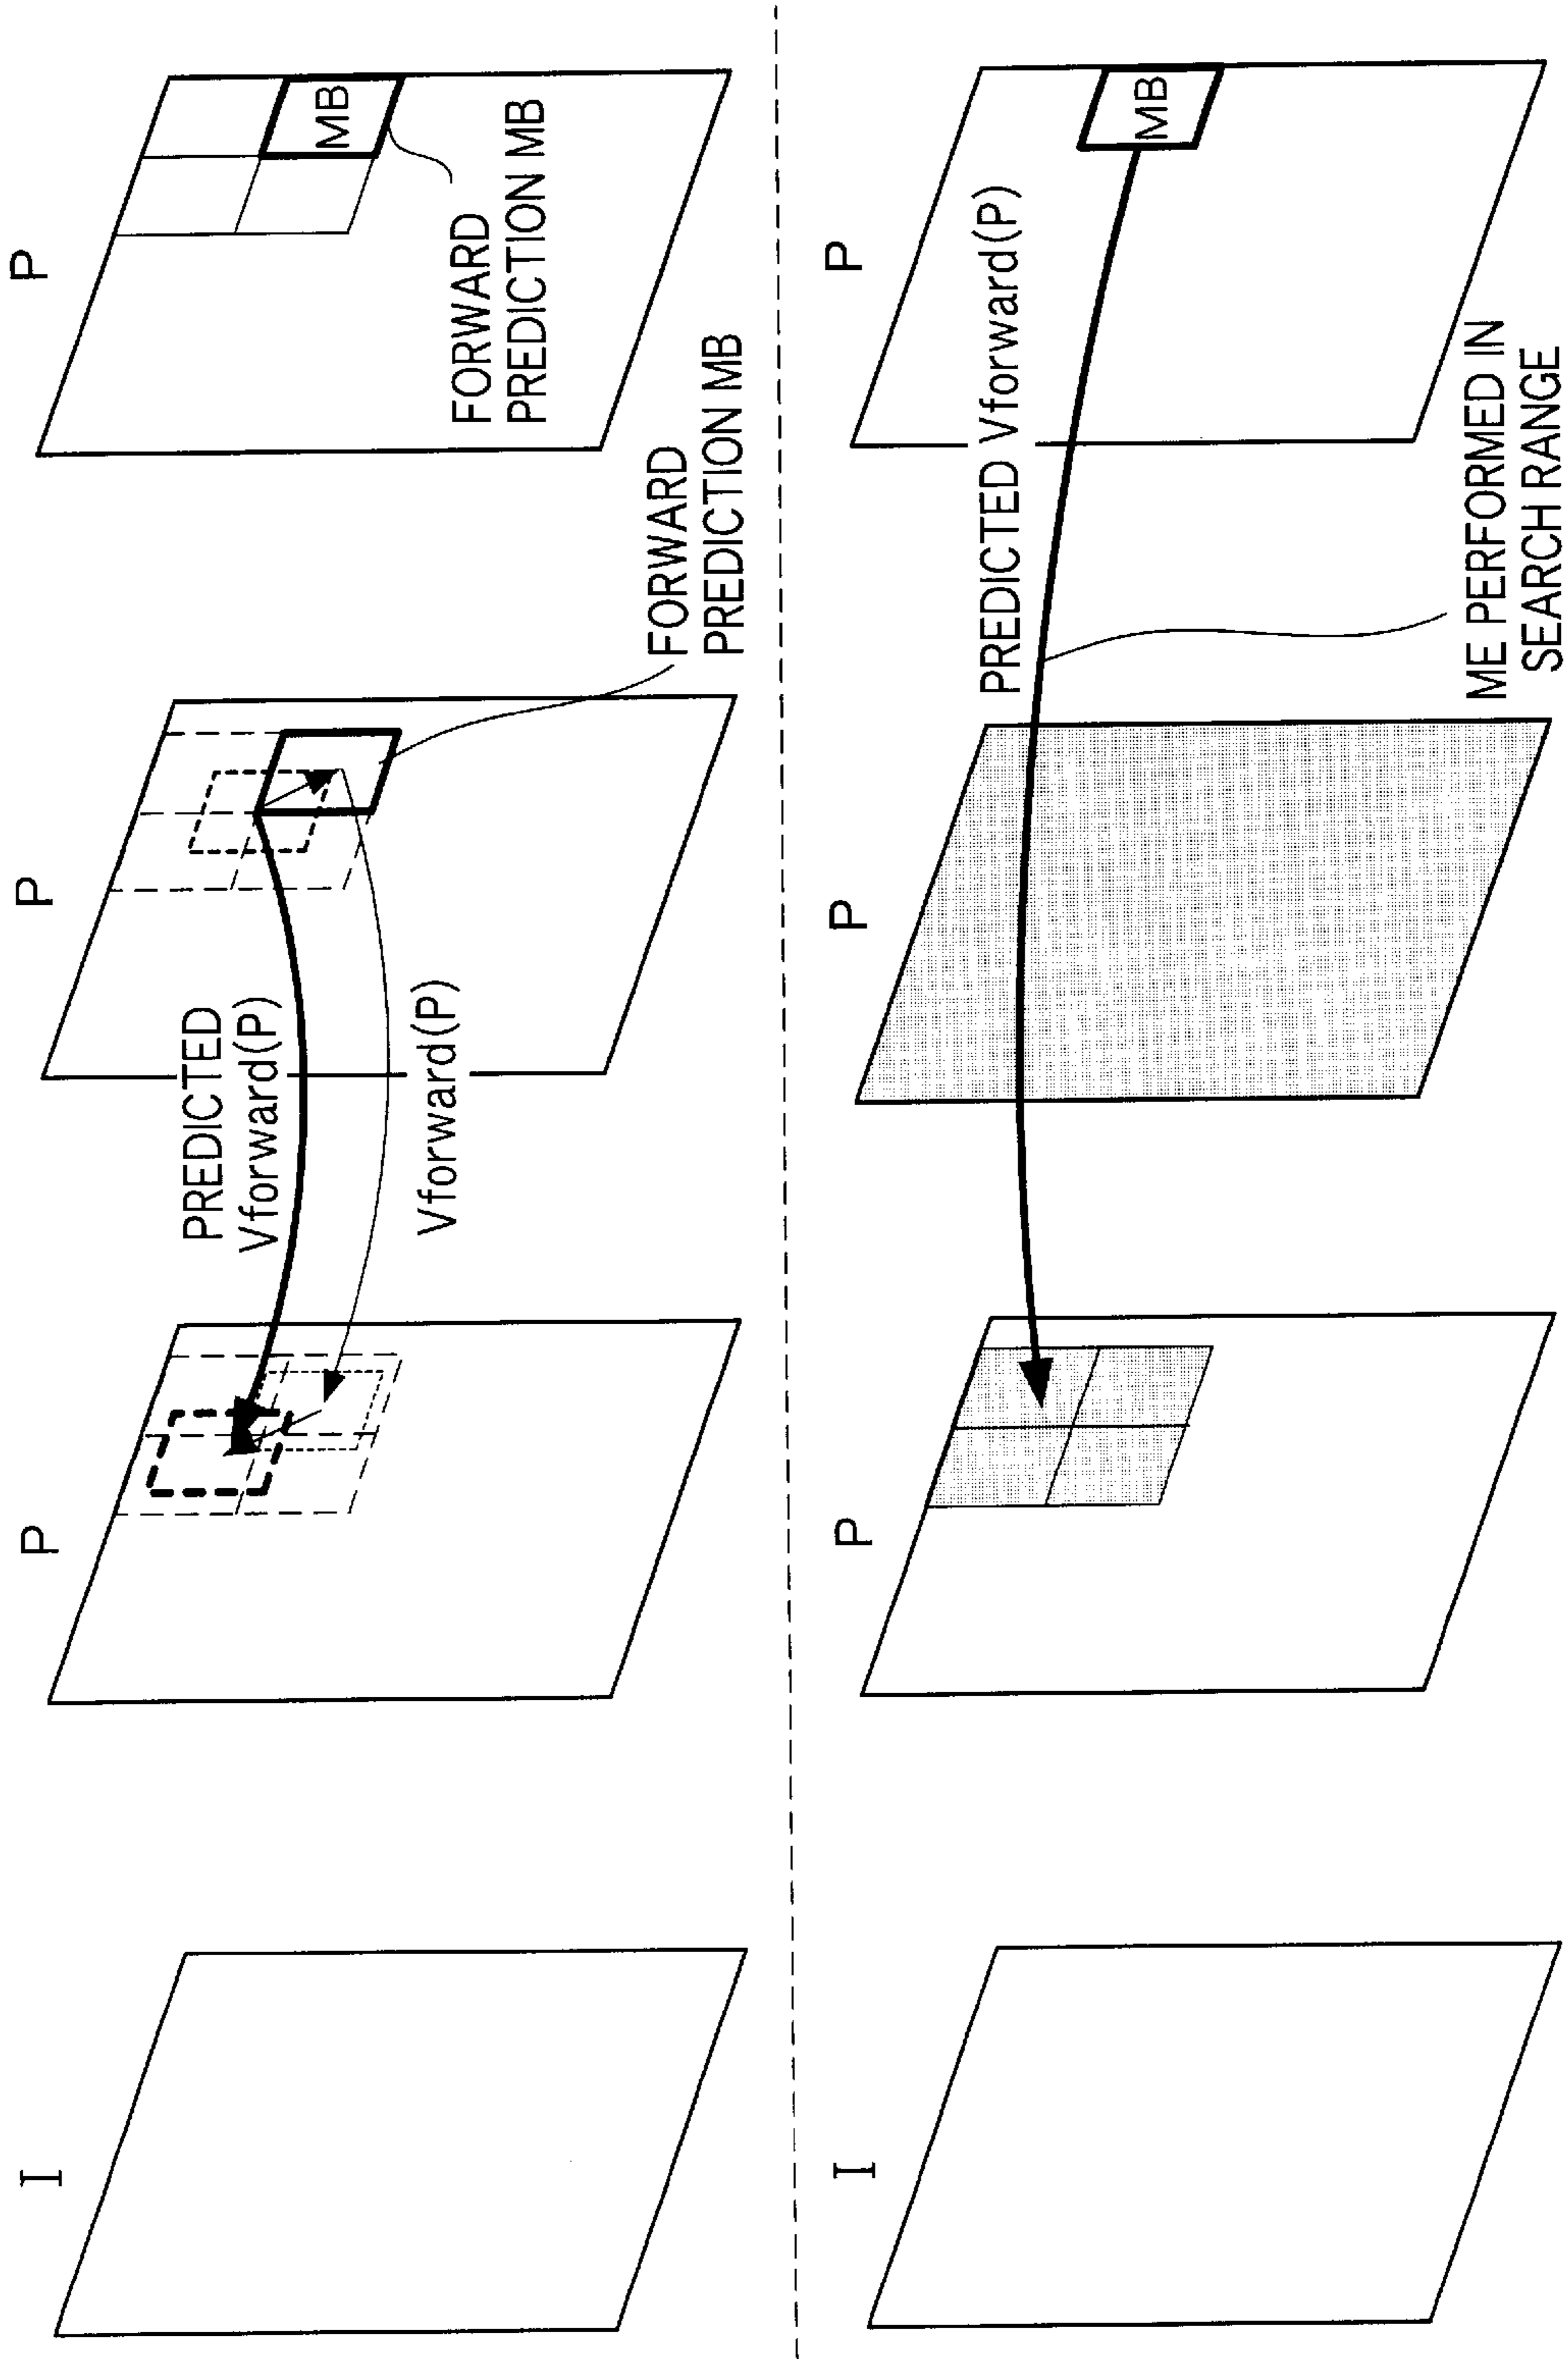 I
P
P
P
PREDICTED
Vforward(P)
Vforward(P)
MB
FORWARD
PREDICTION MB
FORWARD
PREDICTION MB
I
P
P
P
PREDICTED Vforward(P)
MB
ME PERFORMED IN
SEARCH RANGE